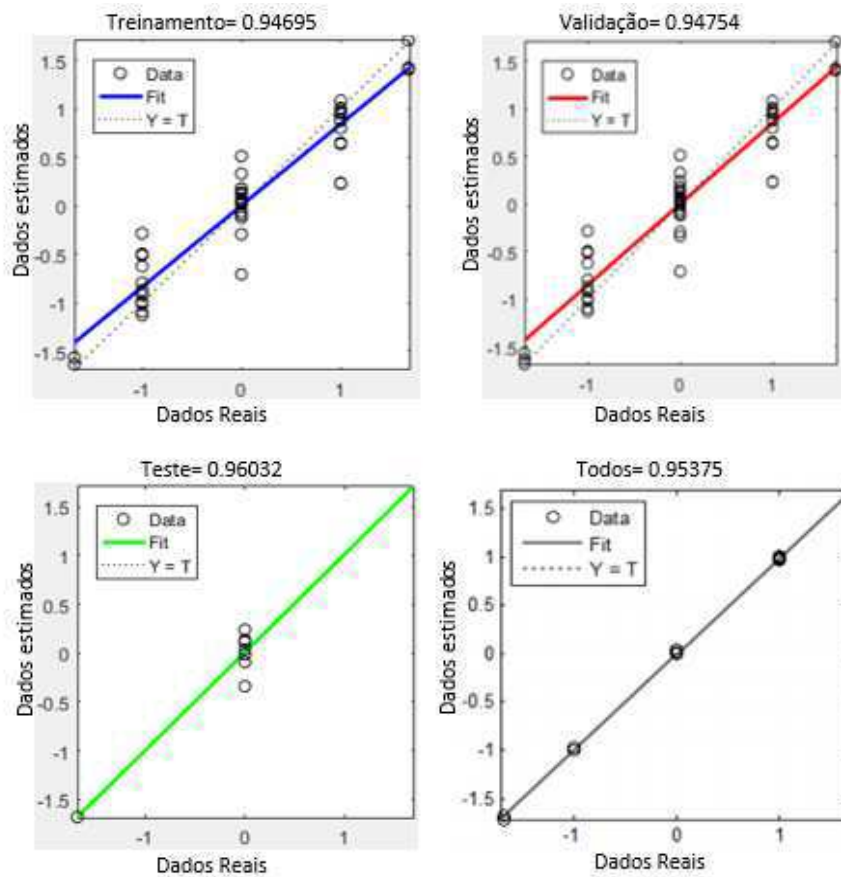 Treinamento= 0.94695
1.5
1
0.5
0
-0.5
-1
-1.5
Data
Fit
Y = T
Dados estimados
-1
0
1
Dados Reais
Validação= 0.94754
1.5
1
0.5
0
-0.5
-1
-1.5
Data
Fit
Y = T
Dados estimados
-1
0
1
Dados Reais
Teste= 0.96032
1.5
1
0.5
0
-0.5
-1
-1.5
Data
Fit
Y = T
Dados estimados
-1
0
1
Dados Reais
Todos= 0.95375
1.5
1
0.5
0
-0.5
-1
-1.5
Data
Fit
Y = T
Dados estimados
-1
0
1
Dados Reais